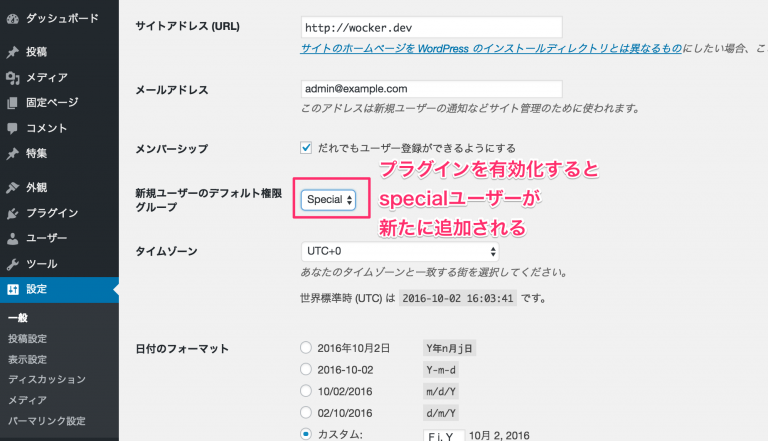 ダッシュボード
投稿
メディア
固定ページ
コメント
特集
外観
プラグイン
ユーザー
ツール
設定
一般
投稿設定
表示設定
ディスカッション
メディア
パーマリンク設定
サイトアドレス (URL)
http://wocker.dev
サイトのホームページを WordPress のインストールディレクトリとは異なるものにしたい場合、こ
メールアドレス
admin@example.com
このアドレスは新規ユーザーの通知などサイト管理のために使われます。
メンバーシップ
だれでもユーザー登録ができるようにする
新規ユーザーのデフォルト権限
グループ
Special
プラグインを有効化すると
specialユーザーが
新たに追加される
タイムゾーン
UTC+0
あなたのタイムゾーンと一致する街を選択してください。
世界標準時 (UTC) は 2016-10-02 16:03:41 です。
日付のフォーマット
2016年10月2日 Y年n月j日
2016-10-02 Y-m-d
10/02/2016 m/d/Y
02/10/2016 d/m/Y
カスタム: F j, Y 10月 2, 2016